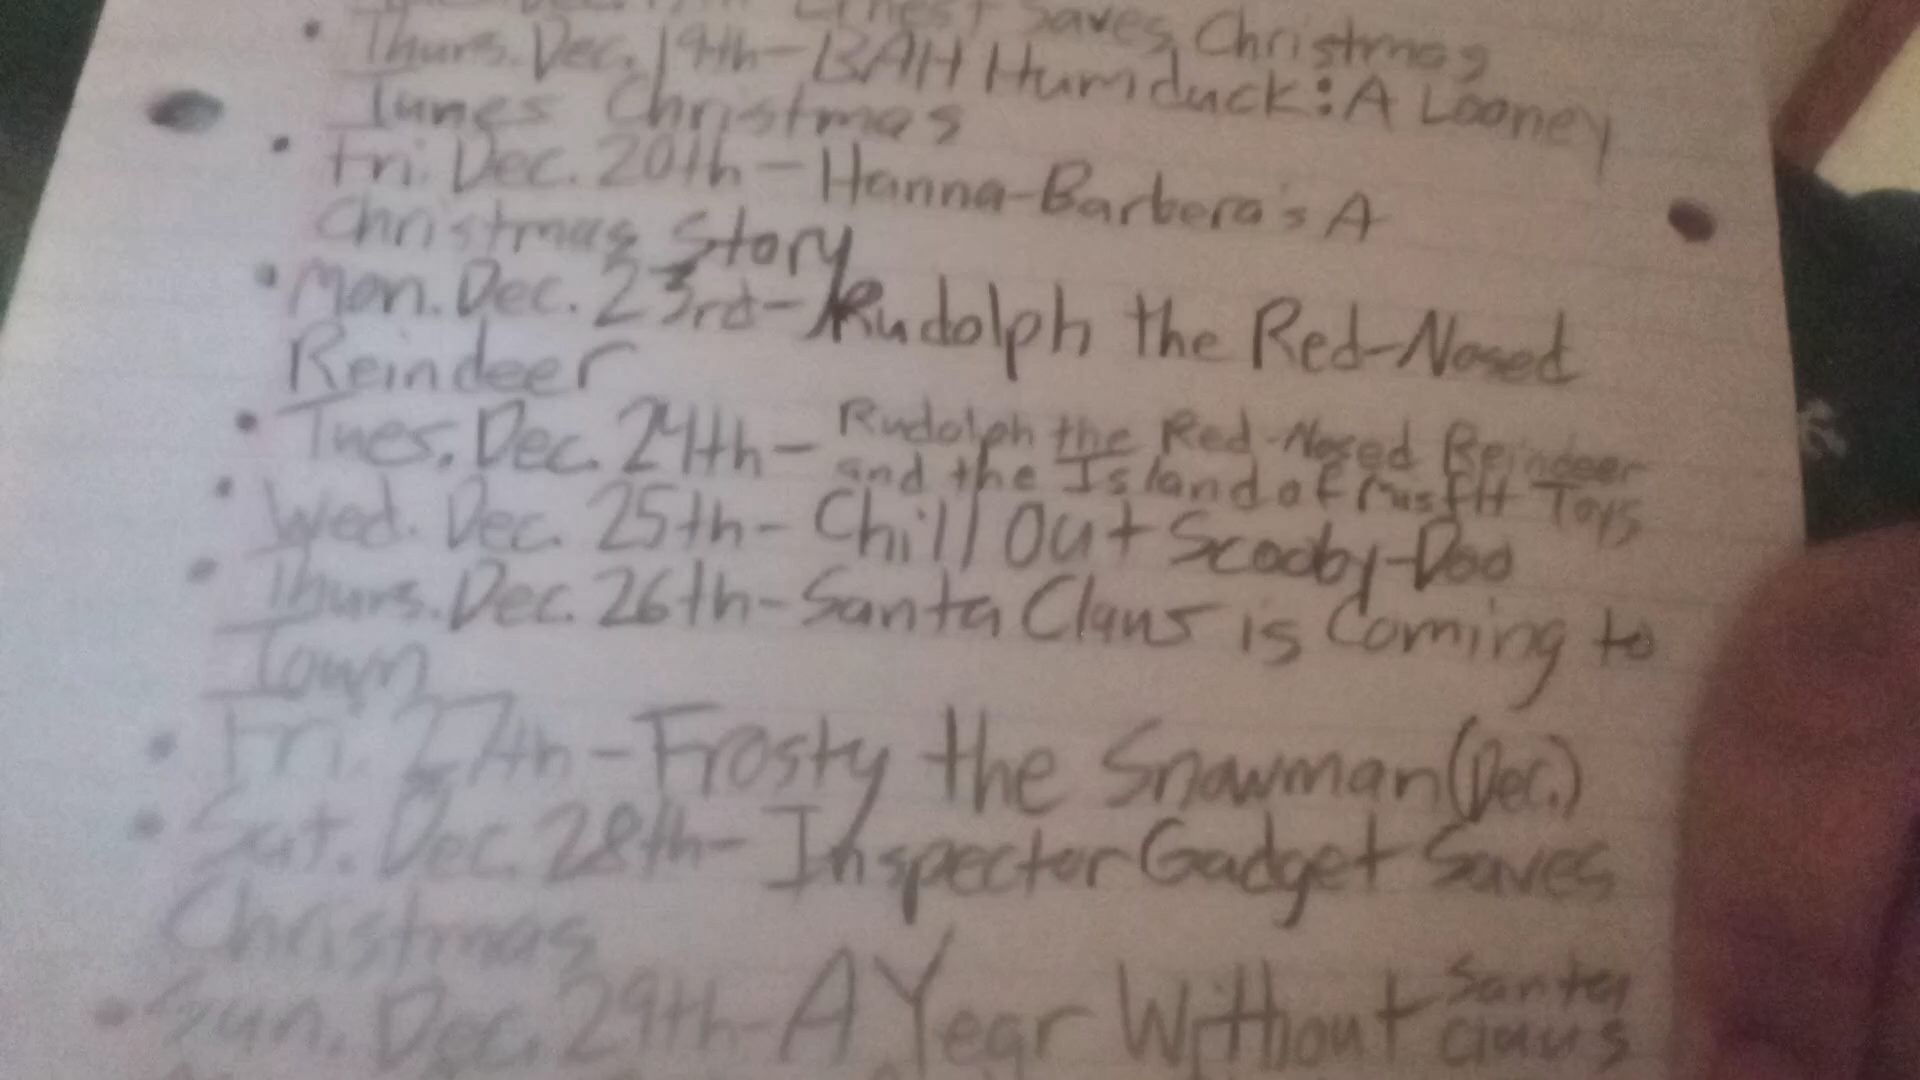 Ernest Saves Christmas
• Thurs. Dec. 19th - BAH Humduck: A Looney
Tunes Christmas
• Fri. Dec. 20th - Hanna-Barbera's A
Christmas Story
• Mon. Dec. 23rd - Rudolph the Red-Nosed
Reindeer
• Tues. Dec. 24th - Rudolph the Red-Nosed Reindeer
and the Island of Misfit Toys
• Wed. Dec. 25th - Chill Out Scooby-Doo
• Thurs. Dec. 26th - Santa Claus is Coming to
Town
• Fri. 27th - Frosty the Snowman (Dec.)
• Sat. Dec. 28th - Inspector Gadget Saves
Christmas
• Sun. Dec. 29th - A Year Without Santa
Claus